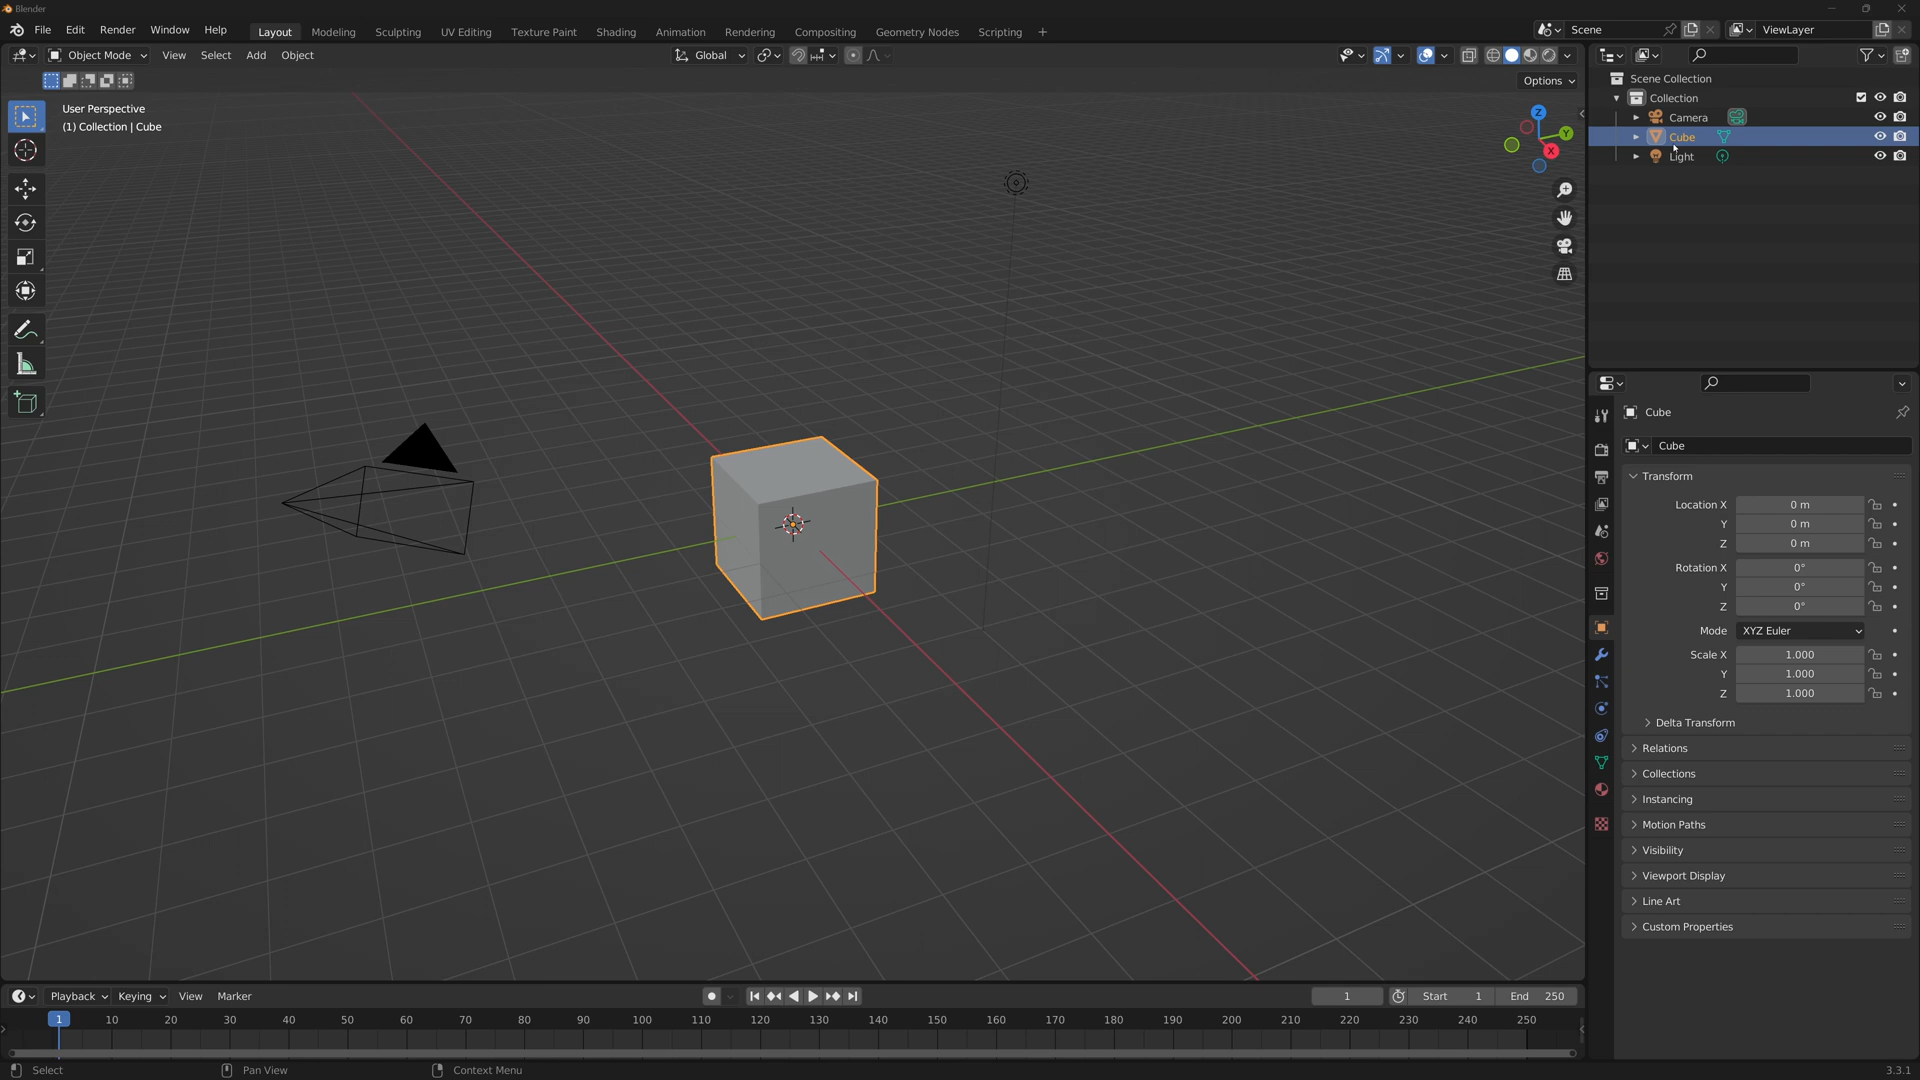 Blender
File Edit Render Window Help Layout Modeling Sculpting UV Editing Texture Paint Shading Animation Rendering Compositing Geometry Nodes Scripting + Scene ViewLayer
Object Mode View Select Add Object Global
Options
User Perspective
(1) Collection | Cube
Z
Y
X
Scene Collection
Collection
Camera
Cube
Light
Cube
Cube
Transform
Location X 0 m
Y 0 m
Z 0 m
Rotation X 0°
Y 0°
Z 0°
Mode XYZ Euler
Scale X 1.000
Y 1.000
Z 1.000
Delta Transform
Relations
Collections
Instancing
Motion Paths
Visibility
Viewport Display
Line Art
Custom Properties
Playback Keying View Marker 1 Start 1 End 250
1 10 20 30 40 50 60 70 80 90 100 110 120 130 140 150 160 170 180 190 200 210 220 230 240 250
Select Pan View Context Menu 3.3.1